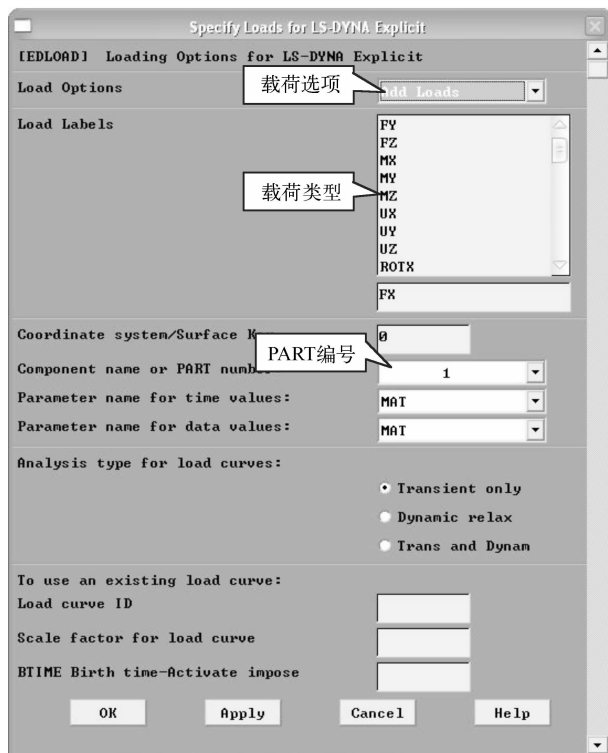 Specify Loads for LS-DYNA Explicit
[EDLOAD] Loading Options for LS-DYNA Explicit
Load Options
载荷选项
Add Loads
Load Labels
FY
FZ
MX
MY
载荷类型
MZ
UX
UY
UZ
ROTX
FX
Coordinate system/Surface
0
PART编号
Component name or PART number
1
Parameter name for time values:
MAT
Parameter name for data values:
MAT
Analysis type for load curves:
Transient only
Dynamic relax
Trans and Dynam
To use an existing load curve:
Load curve ID
Scale factor for load curve
BTIME Birth time-Activate impose
OK Apply Cancel Help